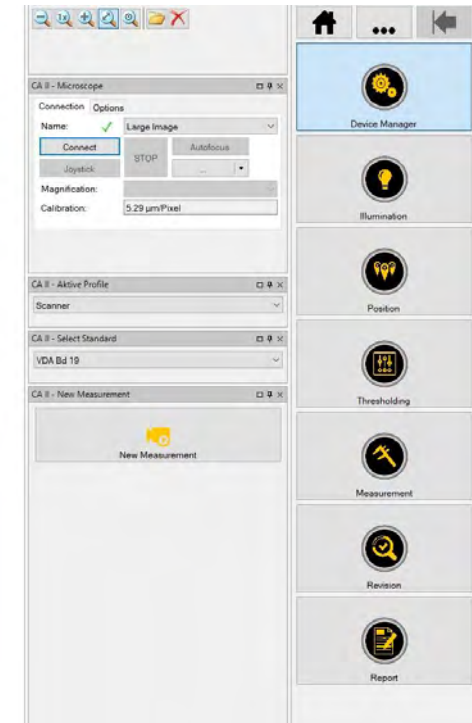 1x
CA II - Microscope
Connection Options
Name: Large Image
Connect STOP Autofocus
Joystick ...
Magnification:
Calibration: 5.29 µm/Pixel
CA II - Aktive Profile
Scanner
CA II - Select Standard
VDA Bd 19
CA II - New Measurement
New Measurement
...
Device Manager
Illumination
Position
Thresholding
Measurement
Revision
Report